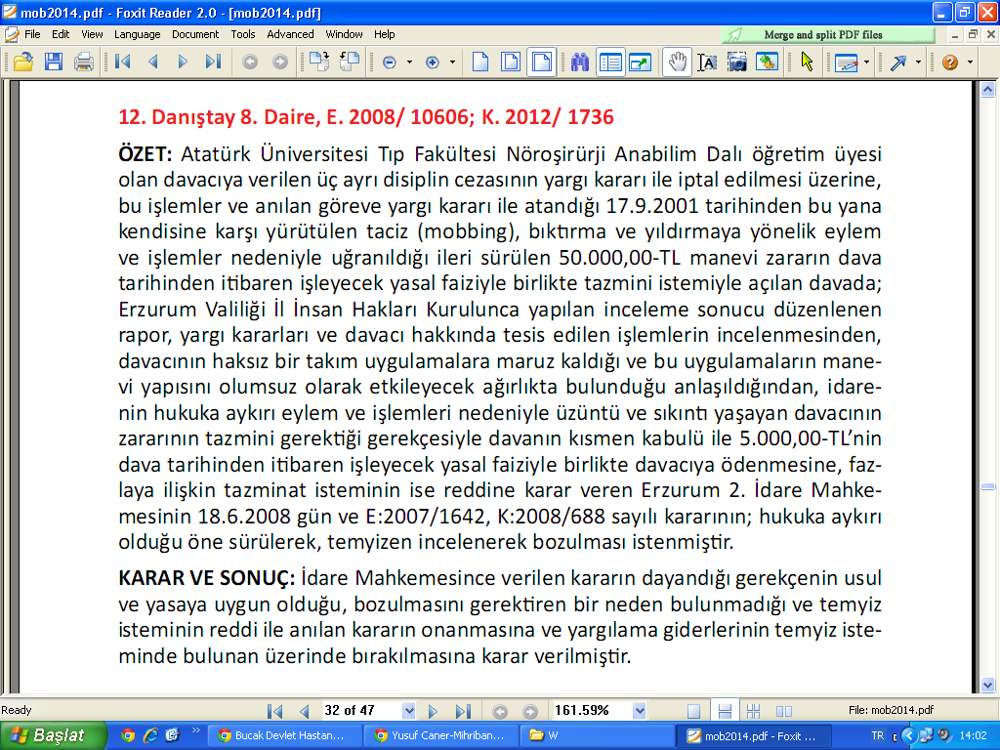 mob2014.pdf - Foxit Reader 2.0 - [mob2014.pdf]
File Edit View Language Document Tools Advanced Window Help
Merge and split PDF files
12. Danıştay 8. Daire, E. 2008/ 10606; K. 2012/ 1736
ÖZET: Atatürk Üniversitesi Tıp Fakültesi Nöroşirürji Anabilim Dalı öğretim üyesi
olan davacıya verilen üç ayrı disiplin cezasının yargı kararı ile iptal edilmesi üzerine,
bu işlemler ve anılan göreve yargı kararı ile atandığı 17.9.2001 tarihinden bu yana
kendisine karşı yürütülen taciz (mobbing), bıktırma ve yıldırmaya yönelik eylem
ve işlemler nedeniyle uğranıldığı ileri sürülen 50.000,00-TL manevi zararın dava
tarihinden itibaren işleyecek yasal faiziyle birlikte tazmini istemiyle açılan davada;
Erzurum Valiliği İl İnsan Hakları Kurulunca yapılan inceleme sonucu düzenlenen
rapor, yargı kararları ve davacı hakkında tesis edilen işlemlerin incelenmesinden,
davacının haksız bir takım uygulamalara maruz kaldığı ve bu uygulamaların mane-
vi yapısını olumsuz olarak etkileyecek ağırlıkta bulunduğu anlaşıldığından, idare-
nin hukuka aykırı eylem ve işlemleri nedeniyle üzüntü ve sıkıntı yaşayan davacının
zararının tazmini gerektiği gerekçesiyle davanın kısmen kabulü ile 5.000,00-TL’nin
dava tarihinden itibaren işleyecek yasal faiziyle birlikte davacıya ödenmesine, faz-
laya ilişkin tazminat isteminin ise reddine karar veren Erzurum 2. İdare Mahke-
mesinin 18.6.2008 gün ve E:2007/1642, K:2008/688 sayılı kararının; hukuka aykırı
olduğu öne sürülerek, temyizen incelenerek bozulması istenmiştir.
KARAR VE SONUÇ: İdare Mahkemesince verilen kararın dayandığı gerekçenin usul
ve yasaya uygun olduğu, bozulmasını gerektiren bir neden bulunmadığı ve temyiz
isteminin reddi ile anılan kararın onanmasına ve yargılama giderlerinin temyiz iste-
minde bulunan üzerinde bırakılmasına karar verilmiştir.
Ready 32 of 47 161.59% File: mob2014.pdf
Başlat Bucak Devlet Hastan... Yusuf Caner-Mihriban... W mob2014.pdf - Foxit ... TR 14:02